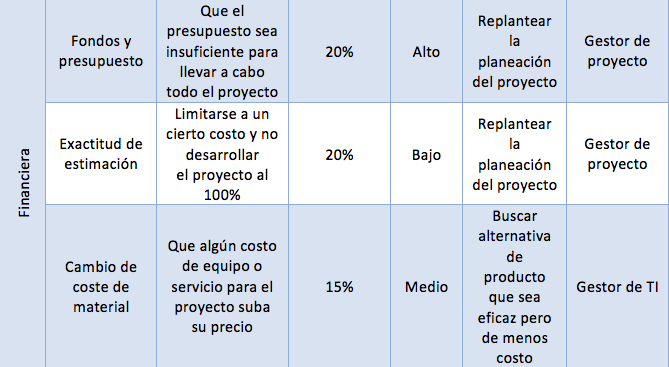 Financiera
Fondos y
presupuesto
Que el
presupuesto sea
insuficiente para
llevar a cabo
todo el proyecto
20%
Alto
Replantear
la
planeación
del proyecto
Gestor de
proyecto
Exactitud de
estimación
Limitarse a un
cierto costo y no
desarrollar
el proyecto al
100%
20%
Bajo
Replantear
la
planeación
del proyecto
Gestor de
proyecto
Cambio de
coste de
material
Que algún costo
de equipo o
servicio para el
proyecto suba
su precio
15%
Medio
Buscar
alternativa
de
producto
que sea
eficaz pero
de menos
costo
Gestor de TI